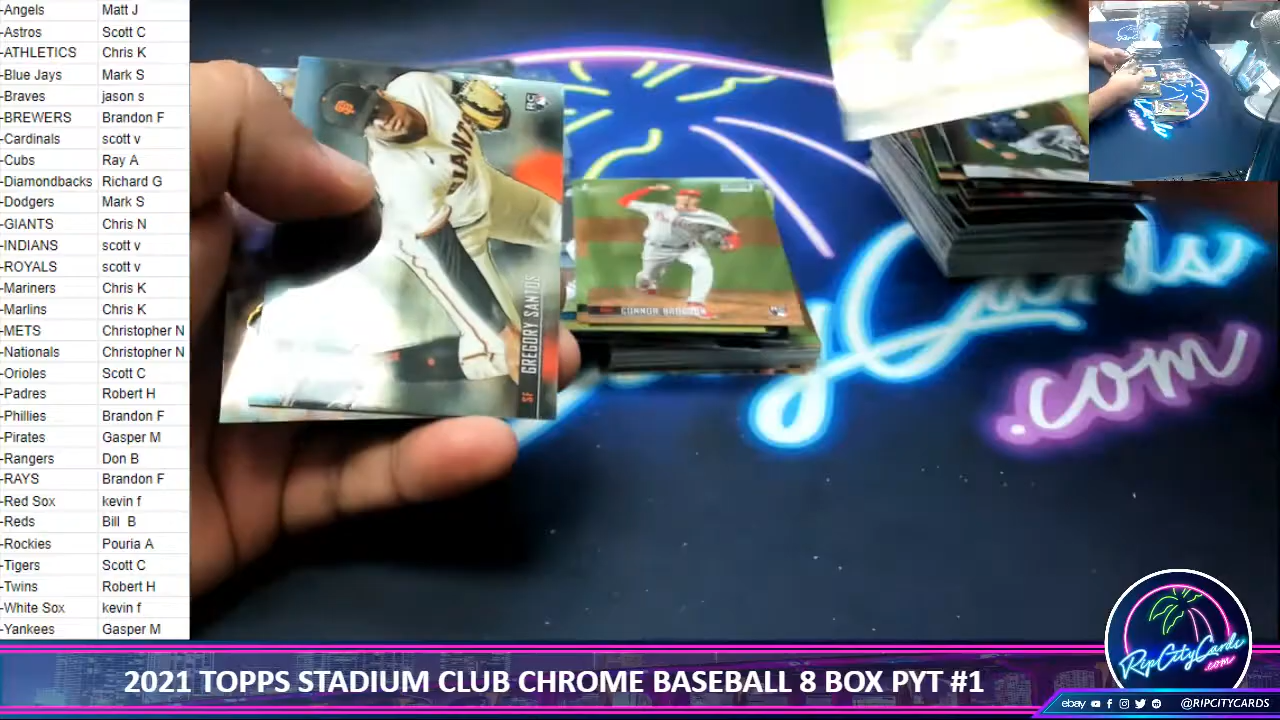 -Angels Matt J
-Astros Scott C
-ATHLETICS Chris K
-Blue Jays Mark S
-Braves jason s
-BREWERS Brandon F
-Cardinals scott v
-Cubs Ray A
-Diamondbacks Richard G
-Dodgers Mark S
-GIANTS Chris N
-INDIANS scott v
-ROYALS scott v
-Mariners Chris K
-Marlins Chris K
-METS Christopher N
-Nationals Christopher N
-Orioles Scott C
-Padres Robert H
-Phillies Brandon F
-Pirates Gasper M
-Rangers Don B
-RAYS Brandon F
-Red Sox kevin f
-Reds Bill B
-Rockies Pouria A
-Tigers Scott C
-Twins Robert H
-White Sox kevin f
-Yankees Gasper M
SF
RC
GIANTS
SF GREGORY SANTOS
CONNOR
.com
RipCityCards
.com
2021 TOPPS STADIUM CLUB CHROME BASEBALL 8 BOX PYT #1
ebay @RIPCITYCARDS